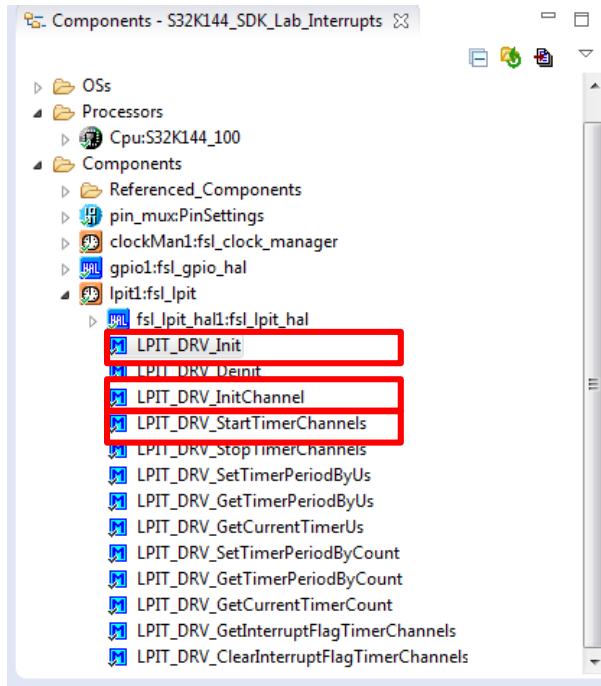 Components - S32K144_SDK_Lab_Interrupts
OSs
Processors
Cpu:S32K144_100
Components
Referenced_Components
pin_mux:PinSettings
clockMan1:fsl_clock_manager
gpio1:fsl_gpio_hal
lpit1:fsl_lpit
fsl_lpit_hal1:fsl_lpit_hal
LPIT_DRV_Init
LPIT_DRV_Deinit
LPIT_DRV_InitChannel
LPIT_DRV_StartTimerChannels
LPIT_DRV_StopTimerChannels
LPIT_DRV_SetTimerPeriodByUs
LPIT_DRV_GetTimerPeriodByUs
LPIT_DRV_GetCurrentTimerUs
LPIT_DRV_SetTimerPeriodByCount
LPIT_DRV_GetTimerPeriodByCount
LPIT_DRV_GetCurrentTimerCount
LPIT_DRV_GetInterruptFlagTimerChannels
LPIT_DRV_ClearInterruptFlagTimerChannels